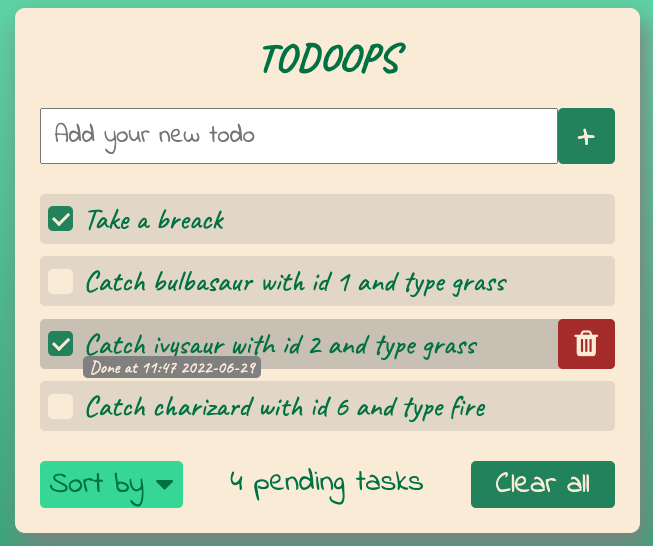 TODOOPS
Add your new todo
+
Take a breack
Catch bulbasaur with id 1 and type grass
Catch ivysaur with id 2 and type grass
Done at 11:47 2022-06-29
Catch charizard with id 6 and type fire
Sort by
4 pending tasks
Clear all